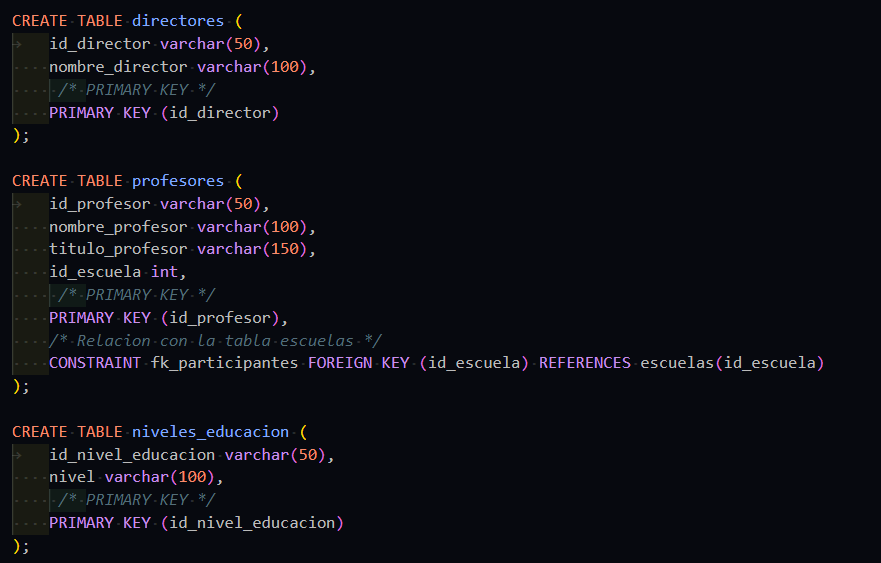 CREATE TABLE directores (
    id_director varchar(50),
    nombre_director varchar(100),
     /* PRIMARY KEY */
    PRIMARY KEY (id_director)
);

CREATE TABLE profesores (
    id_profesor varchar(50),
    nombre_profesor varchar(100),
    titulo_profesor varchar(150),
    id_escuela int,
     /* PRIMARY KEY */
    PRIMARY KEY (id_profesor),
    /* Relacion con la tabla escuelas */
    CONSTRAINT fk_participantes FOREIGN KEY (id_escuela) REFERENCES escuelas(id_escuela)
);

CREATE TABLE niveles_educacion (
    id_nivel_educacion varchar(50),
    nivel varchar(100),
     /* PRIMARY KEY */
    PRIMARY KEY (id_nivel_educacion)
);